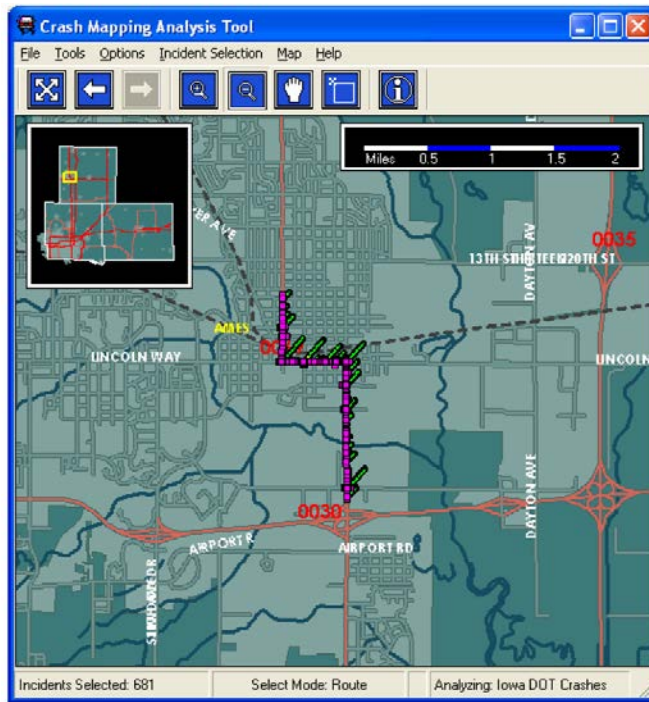 Crash Mapping Analysis Tool
File Tools Options Incident Selection Map Help
Miles 0.5 1 1.5 2
0035
13TH ST
220TH ST
DAYTON AV
AMES
LINCOLN WAY
LINCOLN
DAYTON AVE
0030
AIRPORT R
AIRPORT RD
Incidents Selected: 681 Select Mode: Route Analyzing: Iowa DOT Crashes